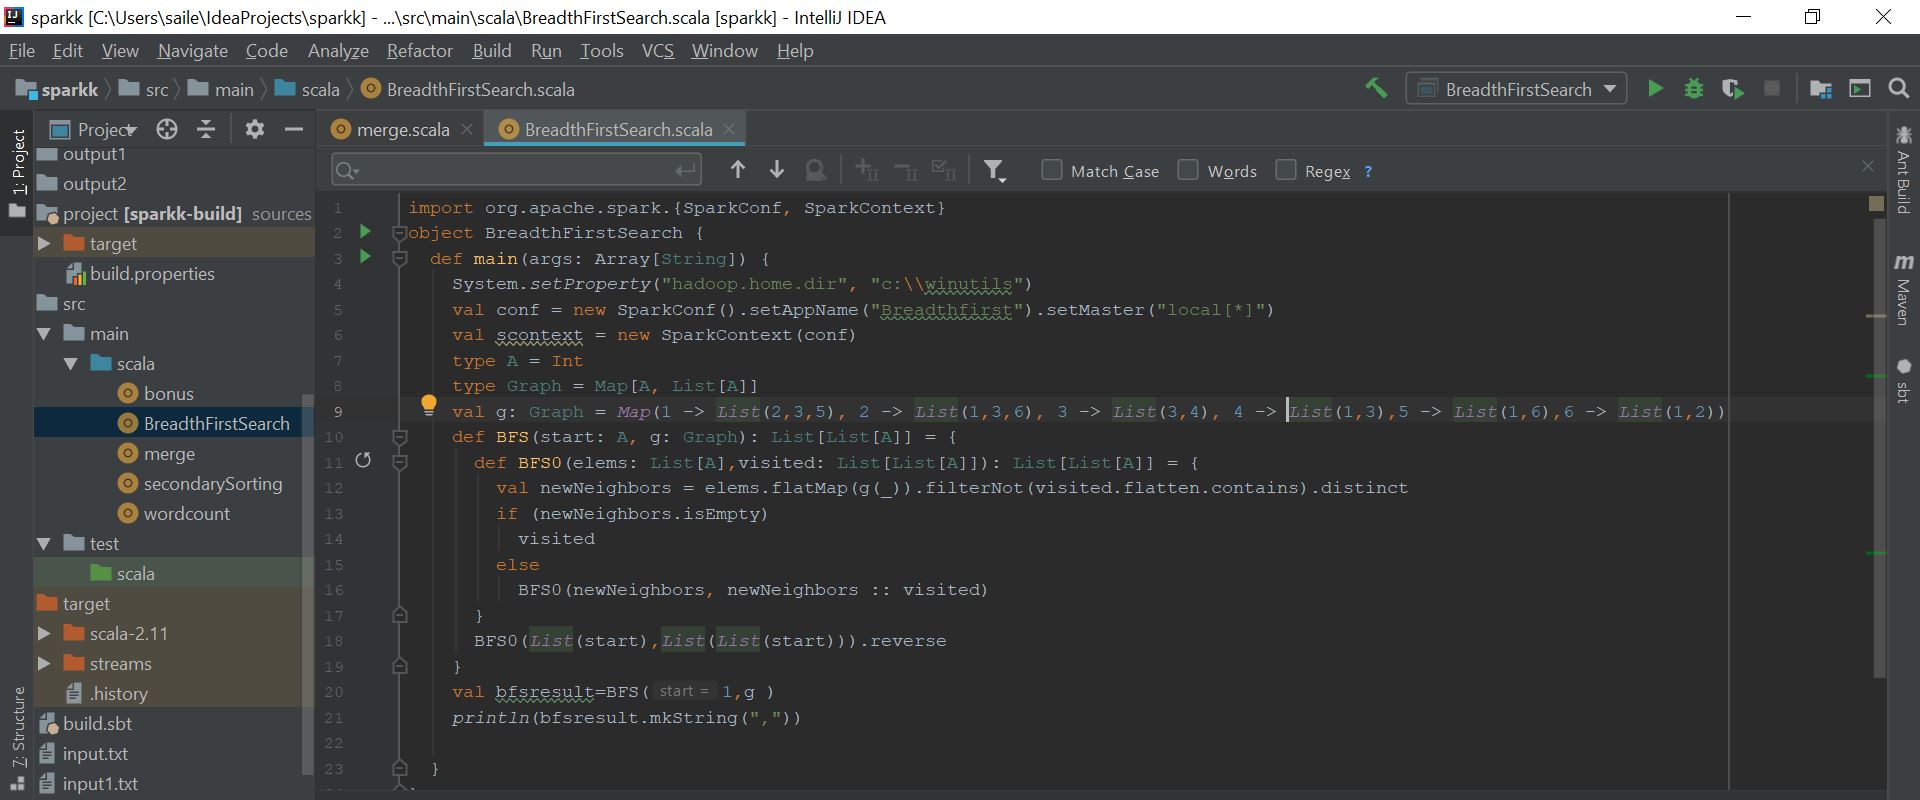 sparkk [C:\Users\saile\IdeaProjects\sparkk] - ...\src\main\scala\BreadthFirstSearch.scala [sparkk] - IntelliJ IDEA
File Edit View Navigate Code Analyze Refactor Build Run Tools VCS Window Help
sparkk src main scala BreadthFirstSearch.scala BreadthFirstSearch
1: Project
7: Structure
Project
output1
output2
project [sparkk-build] sources
target
build.properties
src
main
scala
bonus
BreadthFirstSearch
merge
secondarySorting
wordcount
test
scala
target
scala-2.11
streams
.history
build.sbt
input.txt
input1.txt
merge.scala BreadthFirstSearch.scala
Match Case Words Regex ?
1 import org.apache.spark.{SparkConf, SparkContext}
2 object BreadthFirstSearch {
3 def main(args: Array[String]) {
4 System.setProperty("hadoop.home.dir", "c:\\winutils")
5 val conf = new SparkConf().setAppName("Breadthfirst").setMaster("local[*]")
6 val scontext = new SparkContext(conf)
7 type A = Int
8 type Graph = Map[A, List[A]]
9 val g: Graph = Map(1 -> List(2,3,5), 2 -> List(1,3,6), 3 -> List(3,4), 4 -> List(1,3),5 -> List(1,6),6 -> List(1,2))
10 def BFS(start: A, g: Graph): List[List[A]] = {
11 def BFS0(elems: List[A],visited: List[List[A]]): List[List[A]] = {
12 val newNeighbors = elems.flatMap(g(_)).filterNot(visited.flatten.contains).distinct
13 if (newNeighbors.isEmpty)
14 visited
15 else
16 BFS0(newNeighbors, newNeighbors :: visited)
17 }
18 BFS0(List(start),List(List(start))).reverse
19 }
20 val bfsresult=BFS( start = 1,g )
21 println(bfsresult.mkString(","))
22
23 }
Ant Build
m Maven
sbt